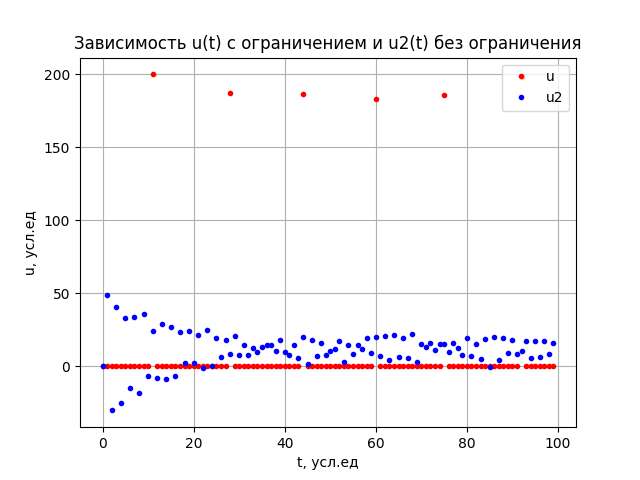 Зависимость u(t) с ограничением и u2(t) без ограничения
u
u2
u, усл.ед
200
150
100
50
0
0
20
40
60
80
100
t, усл.ед